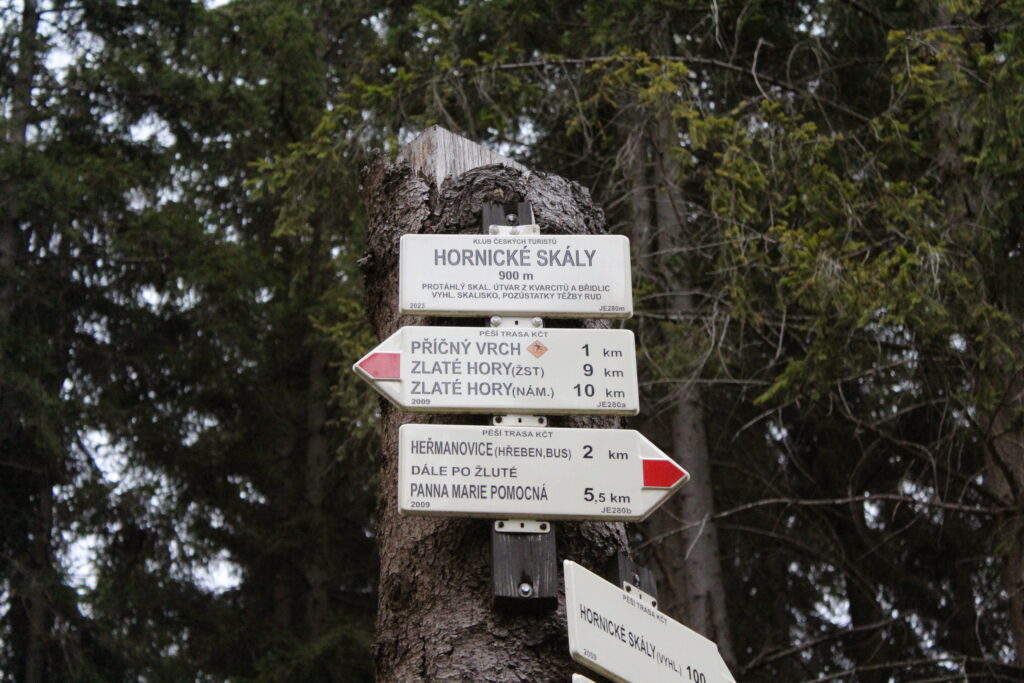 KLUB ČESKÝCH TURISTŮ
HORNICKÉ SKÁLY
900 m
PROTÁHLÝ SKAL. ÚTVAR Z KVARCITŮ A BŘIDLIC
VYHL. SKALISKO, POZŮSTATKY TĚŽBY RUD
2023 JE280m
PĚŠÍ TRASA KČT
PŘÍČNÝ VRCH 1 km
ZLATÉ HORY(ŽST) 9 km
ZLATÉ HORY(NÁM.) 10 km
2009 JE280a
PĚŠÍ TRASA KČT
HEŘMANOVICE(HŘEBEN,BUS) 2 km
DÁLE PO ŽLUTÉ
PANNA MARIE POMOCNÁ 5,5 km
2009 JE280b
PĚŠÍ TRASA KČT
HORNICKÉ SKÁLY(VYHL.) 100
2009